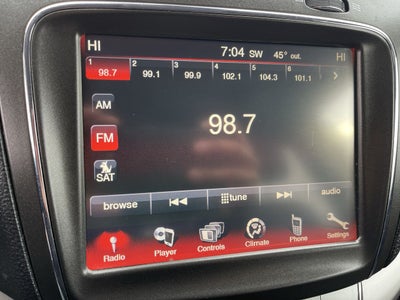 HI 7:04 SW 45° out. HI
1 2 3 4 5 6
98.7 99.1 99.9 102.1 104.3 101.1
AM
98.7
FM
SAT
browse tune audio
Radio Player Controls Climate Phone Settings